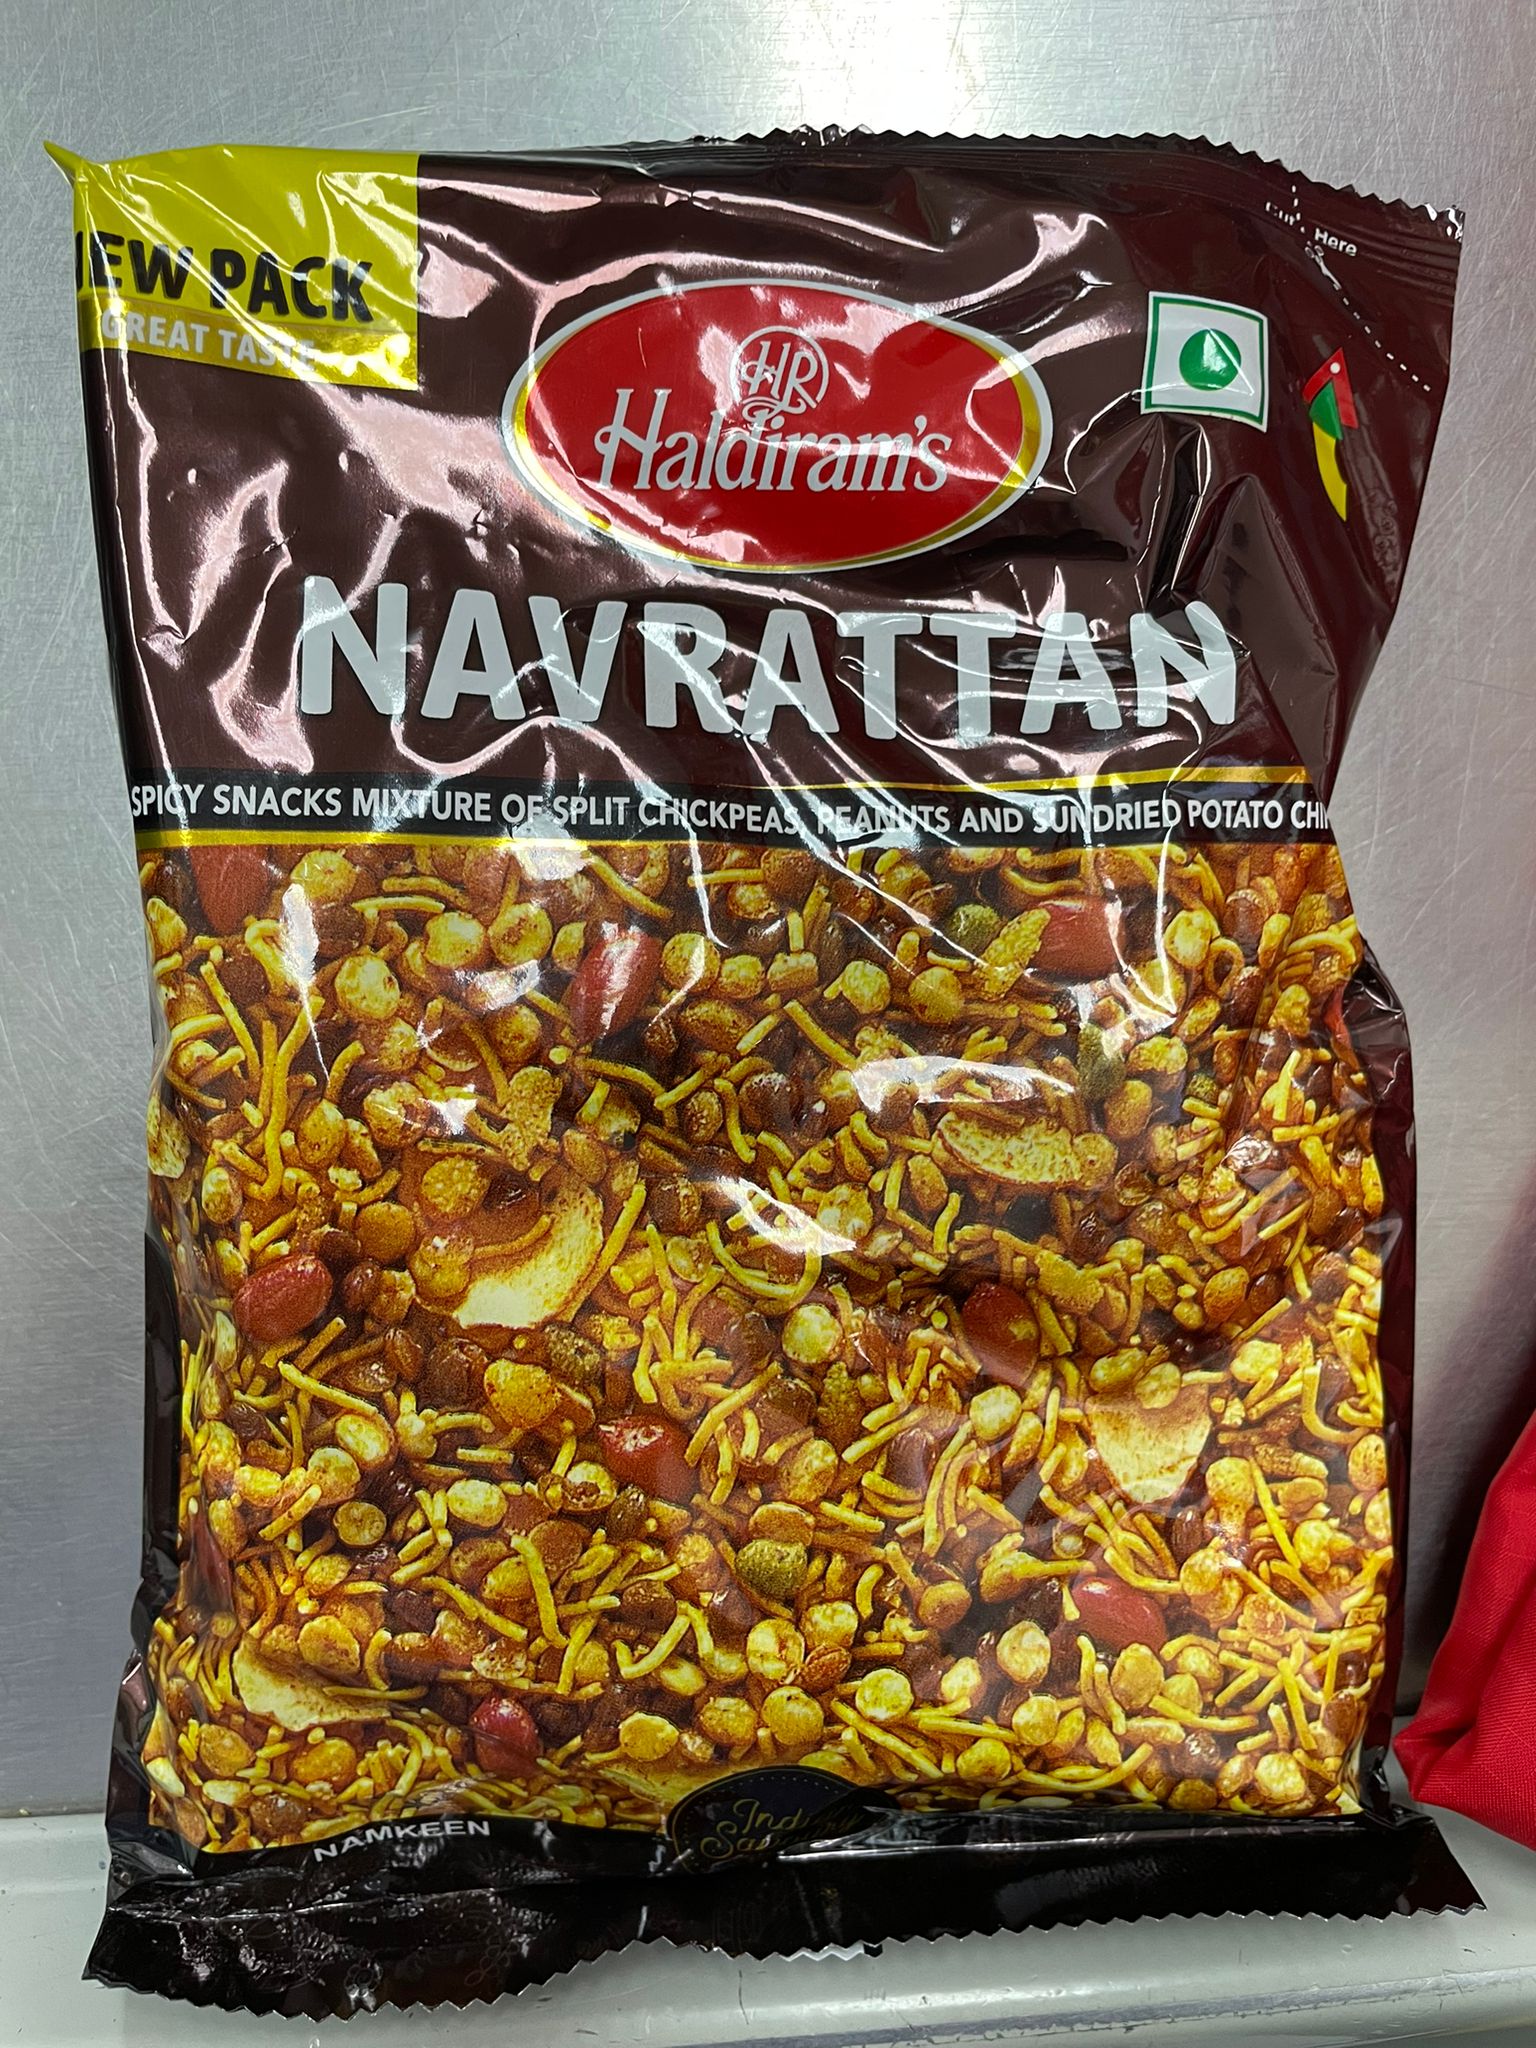 EW PACK
GREAT TASTE
Cut Here
HR
Haldiram's
NAVRATTAN
SPICY SNACKS MIXTURE OF SPLIT CHICKPEAS, PEANUTS AND SUNDRIED POTATO CHI
NAMKEEN